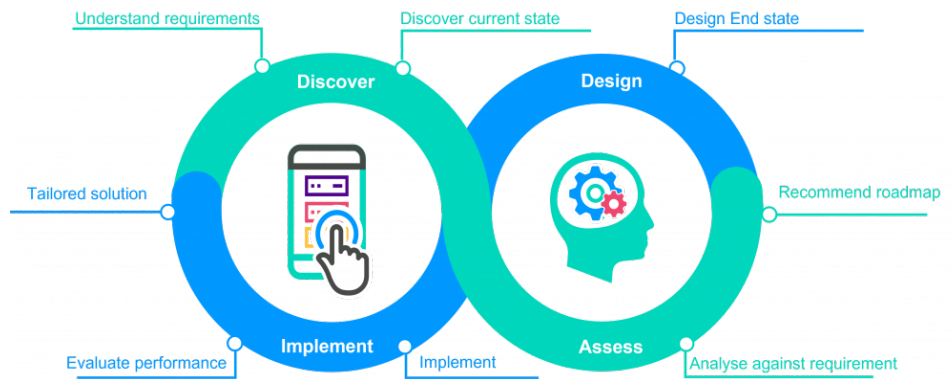 Understand requirements
Discover current state
Design End state
Discover
Design
Tailored solution
Recommend roadmap
Implement
Assess
Evaluate performance
Implement
Analyse against requirement